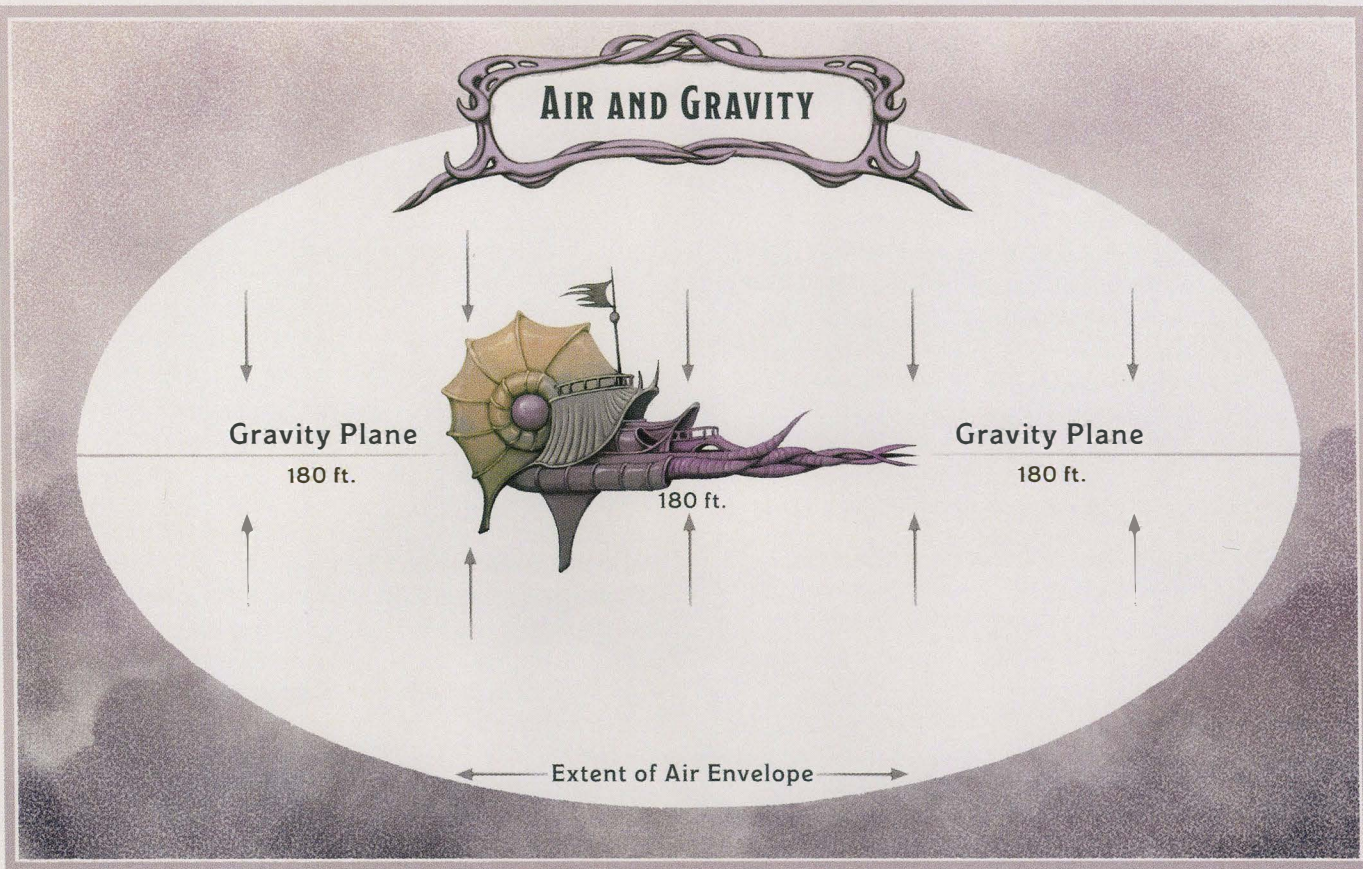 AIR AND GRAVITY
Gravity Plane
180 ft.
180 ft.
Gravity Plane
180 ft.
Extent of Air Envelope